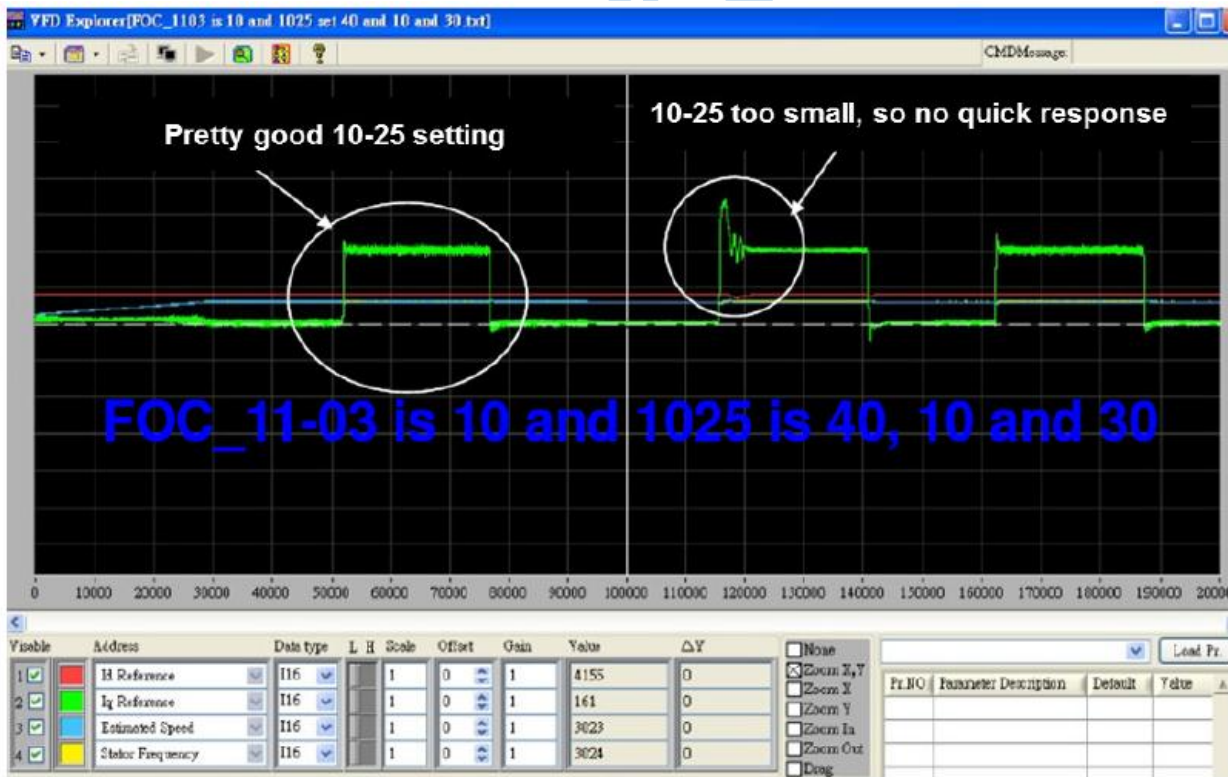 VFD Explorer[FOC_1103 is 10 and 1025 set 40 and 10 and 30 txt]
CMDMessage:
Pretty good 10-25 setting
10-25 too small, so no quick response
FOC_11-03 is 10 and 1025 is 40, 10 and 30
0 10000 20000 30000 40000 50000 60000 70000 80000 90000 100000 110000 120000 130000 140000 150000 160000 170000 180000 190000
Visible Address Data type L H Scale Offset Gain Value ΔY
1 Reference I16 1 0 1 4155 0
2 Iq Reference I16 1 0 1 161 0
3 Estimated Speed I16 1 0 1 3023 0
4 Stator Frequency I16 1 0 1 3024 0
None
Zoom X,Y
Zoom X
Zoom Y
Zoom In
Zoom Out
Drag
Load Pr.
Pr.NO Parameter Description Default Value